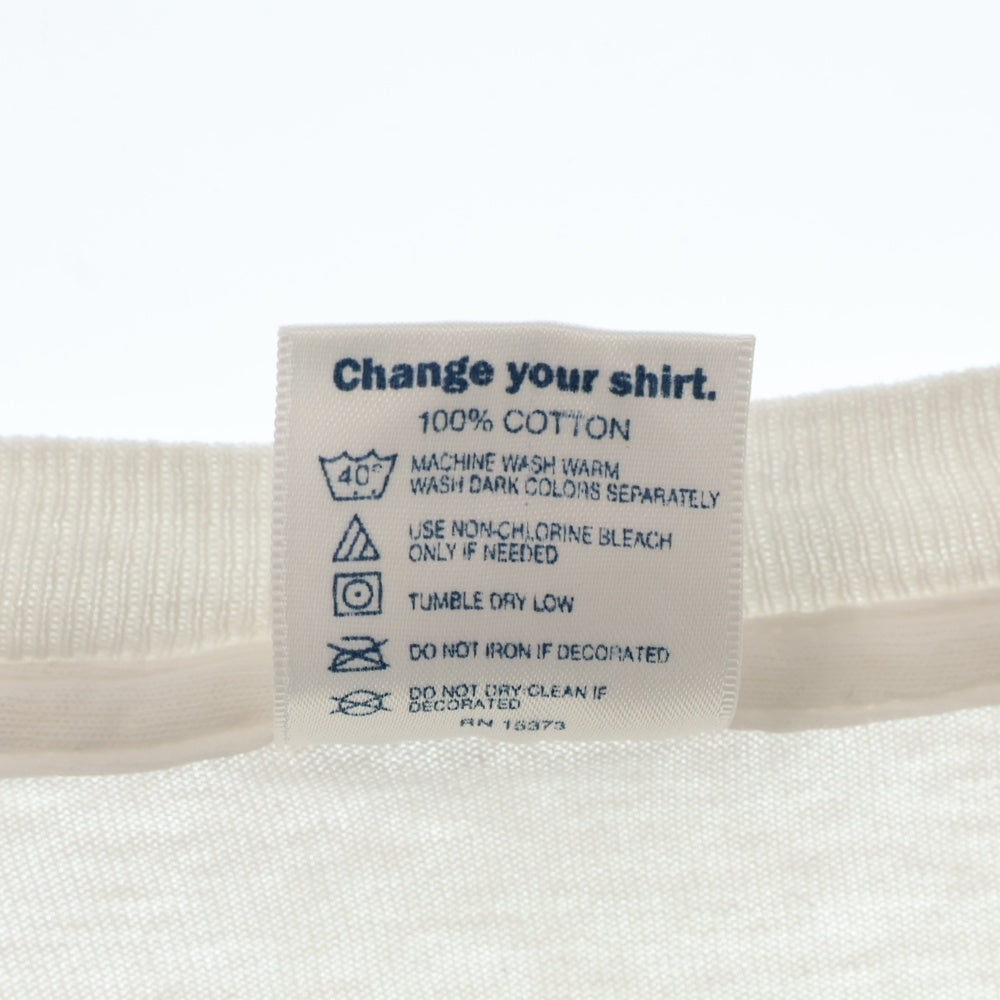 Change your shirt.
100% COTTON
40°
MACHINE WASH WARM
WASH DARK COLORS SEPARATELY
USE NON-CHLORINE BLEACH
ONLY IF NEEDED
TUMBLE DRY LOW
DO NOT IRON IF DECORATED
DO NOT DRY CLEAN IF
DECORATED
RN